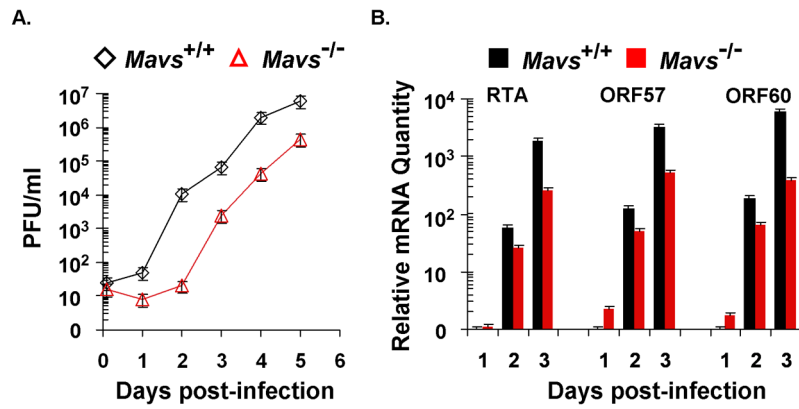 A.
Mavs+/+ Mavs-/-
PFU/ml
10^7
10^6
10^5
10^4
10^3
10^2
10
0
0 1 2 3 4 5 6
Days post-infection
B.
Mavs+/+ Mavs-/-
RTA ORF57 ORF60
Relative mRNA Quantity
10^4
10^3
10^2
10
0
1 2 3 1 2 3 1 2 3
Days post-infection